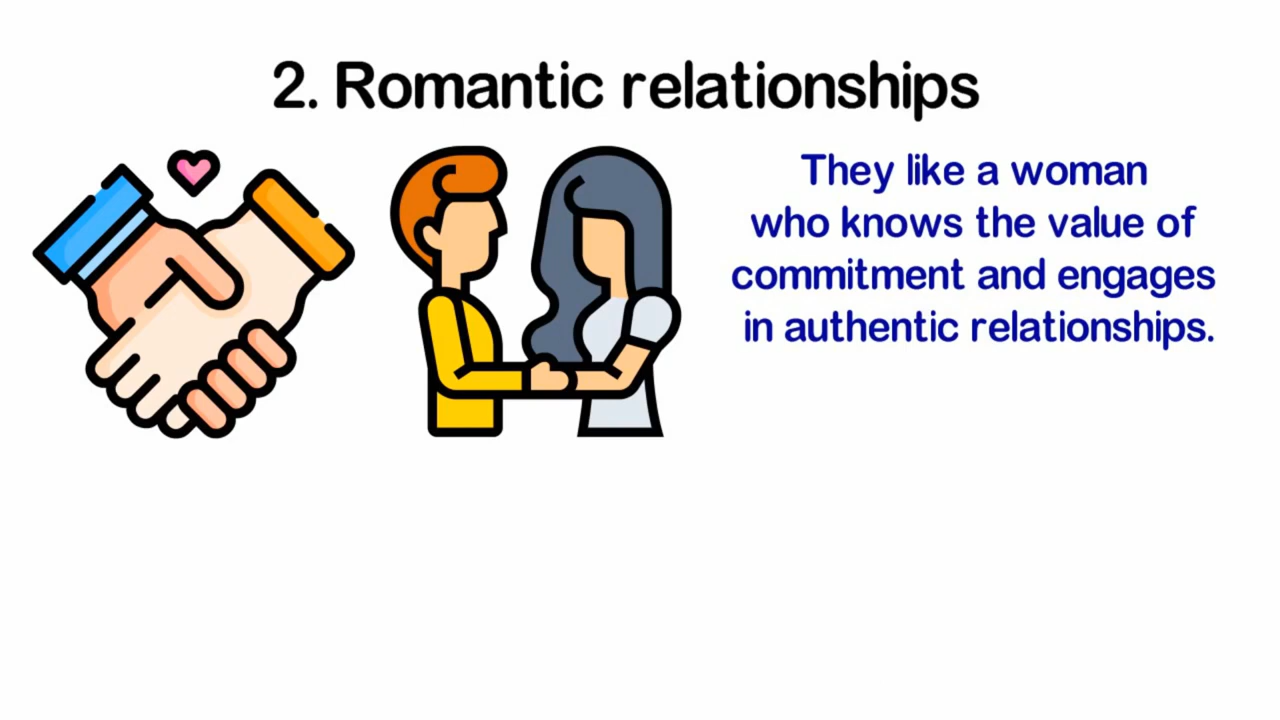 2. Romantic relationships
They like a woman
who knows the value of
commitment and engages
in authentic relationships.